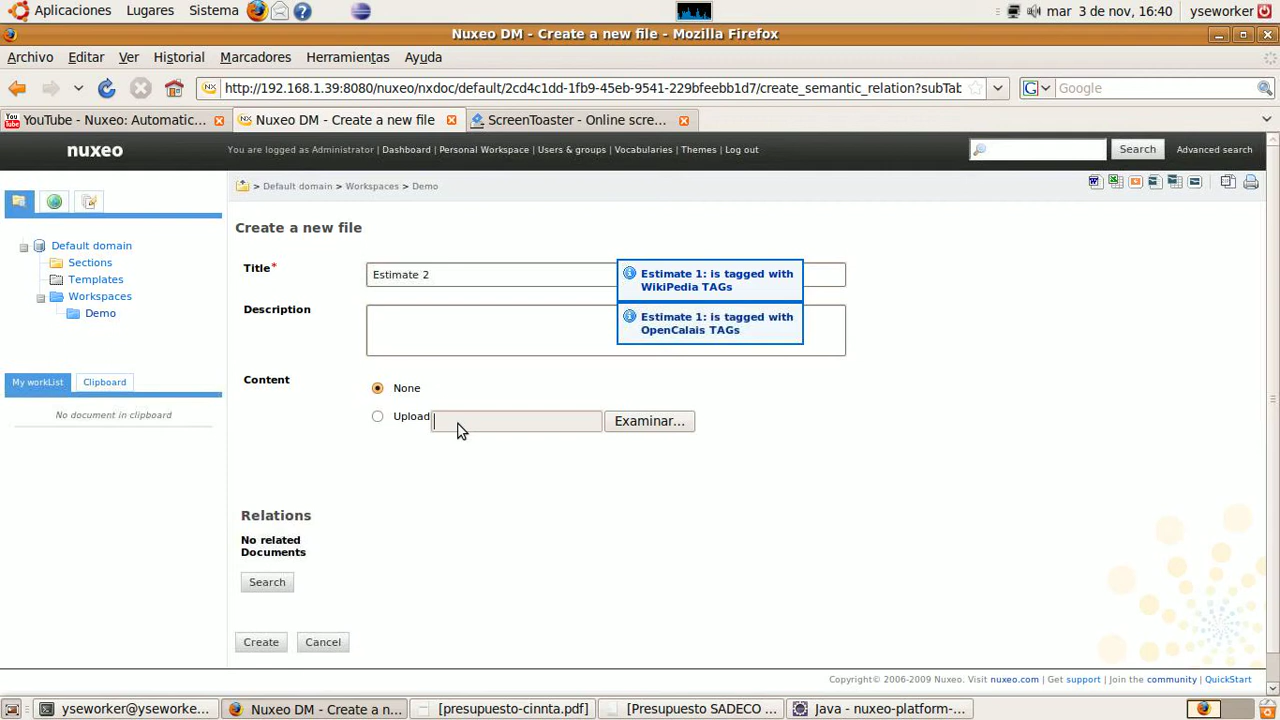 Aplicaciones Lugares Sistema mar 3 de nov, 16:40 yseworker
Nuxeo DM - Create a new file - Mozilla Firefox
Archivo Editar Ver Historial Marcadores Herramientas Ayuda
http://192.168.1.39:8080/nuxeo/nxdoc/default/2cd4c1dd-1fb9-45eb-9541-229bfeebb1d7/create_semantic_relation?subTab Google
YouTube - Nuxeo: Automatic... Nuxeo DM - Create a new file ScreenToaster - Online scre...
nuxeo You are logged as Administrator | Dashboard | Personal Workspace | Users & groups | Vocabularies | Themes | Log out Search Advanced search
> Default domain > Workspaces > Demo
Create a new file
Title* Estimate 2
Estimate 1: is tagged with
WikiPedia TAGs
Description
Estimate 1: is tagged with
OpenCalais TAGs
Content
None
Upload Examinar...
Default domain
Sections
Templates
Workspaces
Demo
My workList Clipboard
No document in clipboard
Relations
No related
Documents
Search
Create Cancel
Copyright© 2006-2009 Nuxeo. Visit nuxeo.com | Get support | Join the community | QuickStart
yseworker@yseworke... Nuxeo DM - Create a n... [presupuesto-cinnta.pdf] [Presupuesto SADECO ... Java - nuxeo-platform-...